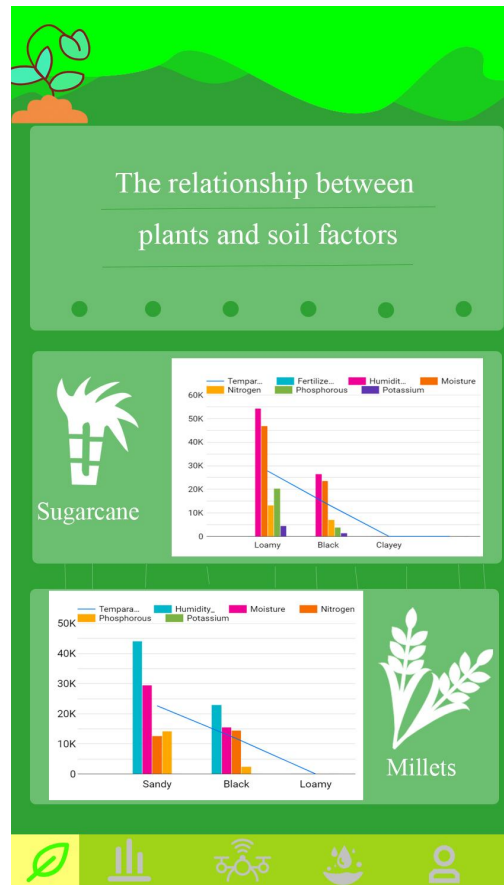 The relationship between
plants and soil factors
Sugarcane
Tempar... Fertilize... Humidit... Moisture
Nitrogen Phosphorous Potassium
60K
50K
40K
30K
20K
10K
0
Loamy Black Clayey
Tempara... Humidity_ Moisture Nitrogen
Phosphorous Potassium
50K
40K
30K
20K
10K
0
Sandy Black Loamy
Millets